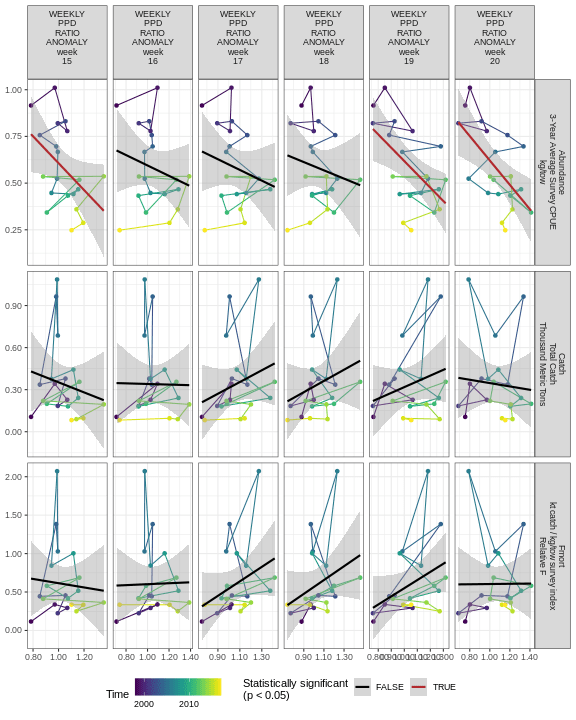 WEEKLY
PPD
RATIO
ANOMALY
week
15
WEEKLY
PPD
RATIO
ANOMALY
week
16
WEEKLY
PPD
RATIO
ANOMALY
week
17
WEEKLY
PPD
RATIO
ANOMALY
week
18
WEEKLY
PPD
RATIO
ANOMALY
week
19
WEEKLY
PPD
RATIO
ANOMALY
week
20
1.00
0.75
0.50
0.25
Abundance
3-Year Average Survey CPUE
kg/tow
0.90
0.60
0.30
0.00
Catch
Total Catch
Thousand Metric Tons
2.00
1.50
1.00
0.50
0.00
Fmort
kt catch / kg/tow survey index
Relative F
0.80 1.00 1.20
0.80 1.00 1.20 1.40
0.90 1.10 1.30
0.90 1.10 1.30
0.80 1.00 1.20 1.40
Time
2000 2010
Statistically significant
(p < 0.05)
FALSE TRUE